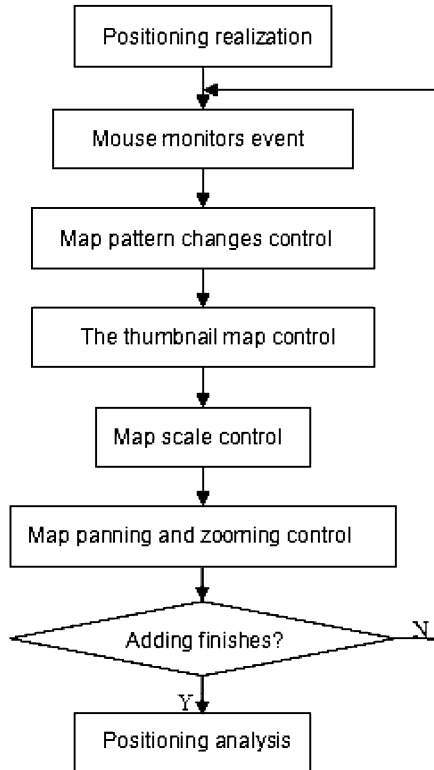 Positioning realization
Mouse monitors event
Map pattern changes control
The thumbnail map control
Map scale control
Map panning and zooming control
Adding finishes?
N
Y
Positioning analysis